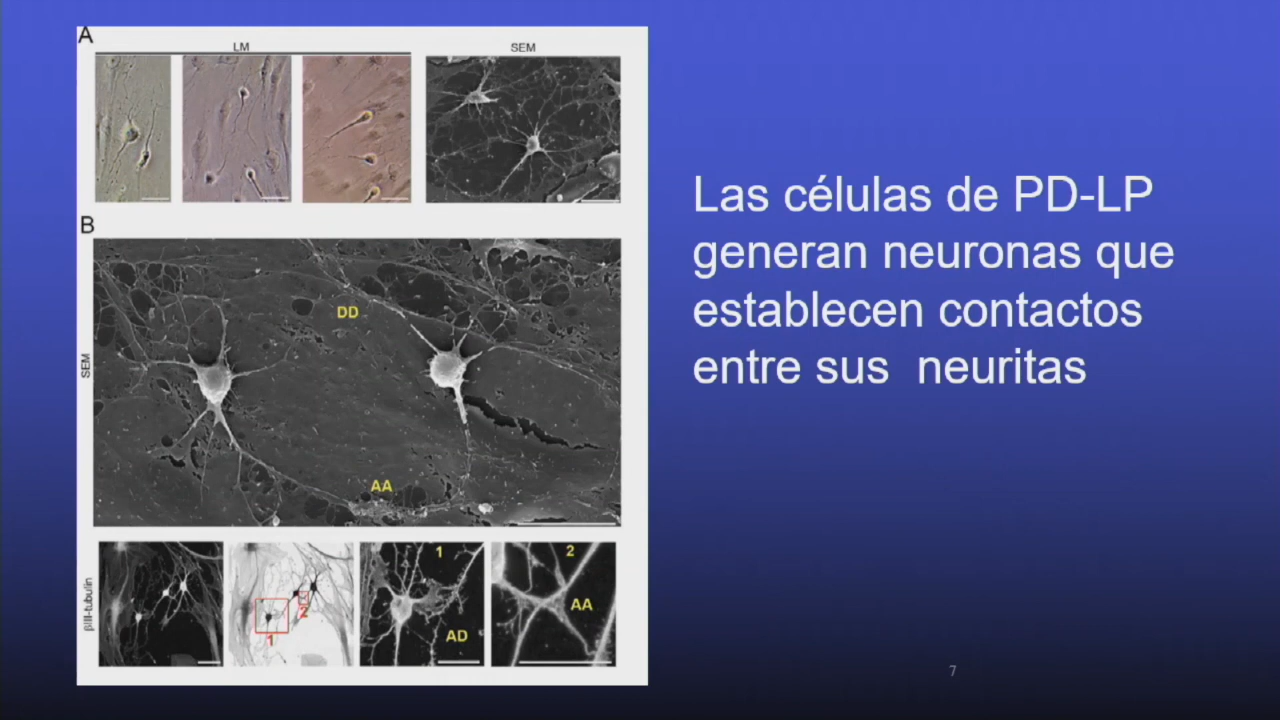 A
LM
SEM
B
SEM
DD
AA
βIII-tubulin
1
2
1
AD
2
AA
Las células de PD-LP
generan neuronas que
establecen contactos
entre sus neuritas
7